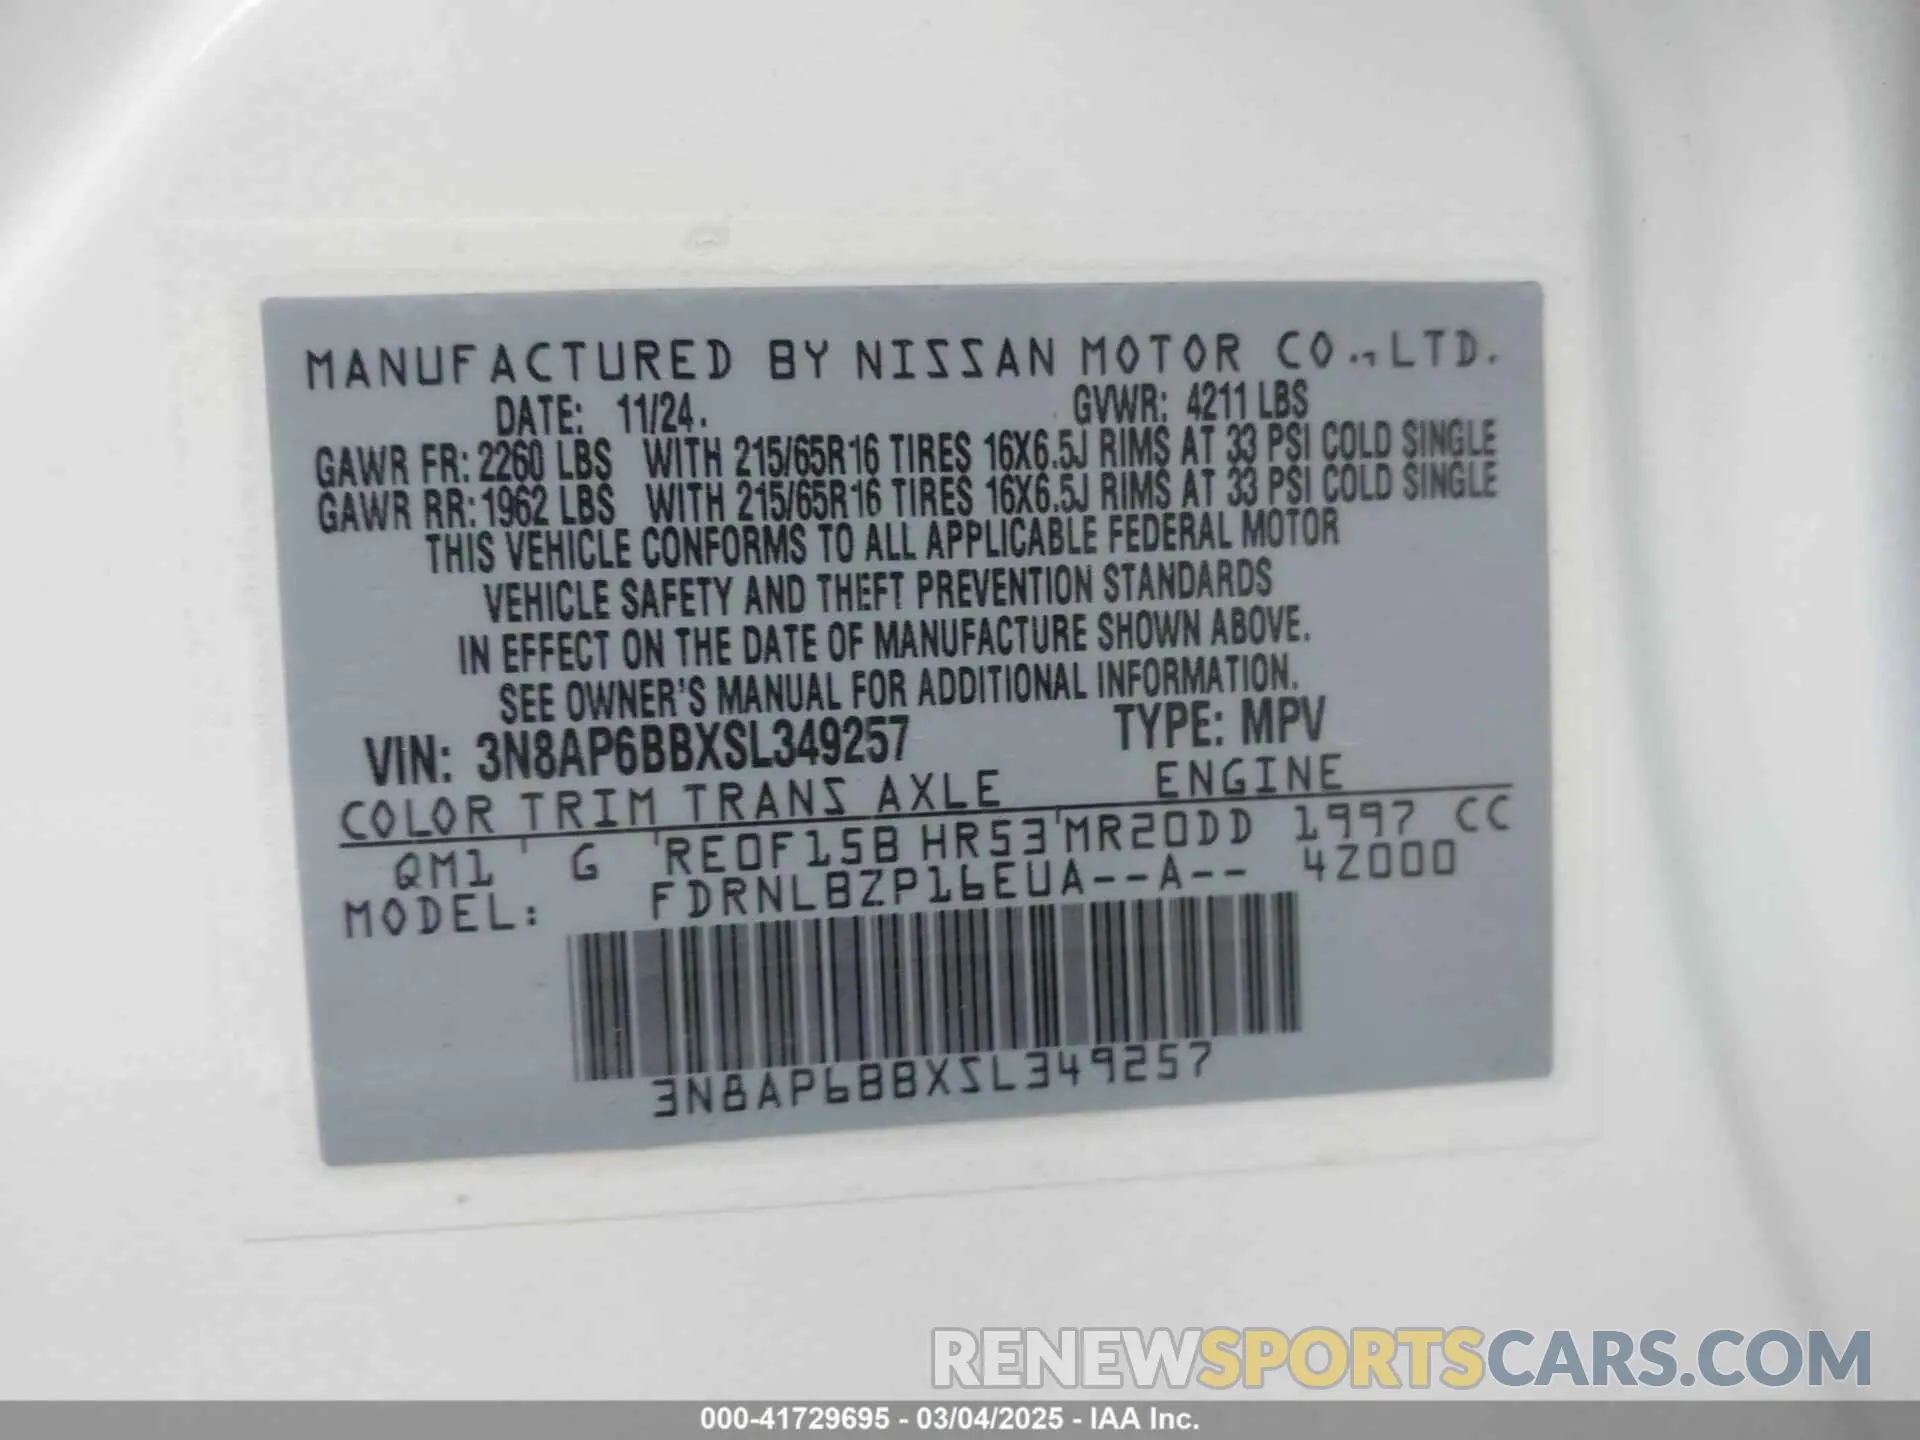 MANUFACTURED BY NISSAN MOTOR CO., LTD.
DATE: 11/24. GVWR: 4211 LBS
GAWR FR: 2260 LBS WITH 215/65R16 TIRES 16X6.5J RIMS AT 33 PSI COLD SINGLE
GAWR RR: 1962 LBS WITH 215/65R16 TIRES 16X6.5J RIMS AT 33 PSI COLD SINGLE
THIS VEHICLE CONFORMS TO ALL APPLICABLE FEDERAL MOTOR
VEHICLE SAFETY AND THEFT PREVENTION STANDARDS
IN EFFECT ON THE DATE OF MANUFACTURE SHOWN ABOVE.
SEE OWNER'S MANUAL FOR ADDITIONAL INFORMATION.
VIN: 3N8AP6BBXSL349257 TYPE: MPV
COLOR TRIM TRANS AXLE ENGINE
QM1 G RE0F15B HR53 MR20DD 1997 CC
MODEL: FDRNLBZP16EUA--A-- 4Z000
3N8AP6BBXSL349257
RENEWSPORTSCARS.COM
000-41729695 - 03/04/2025 - IAA Inc.